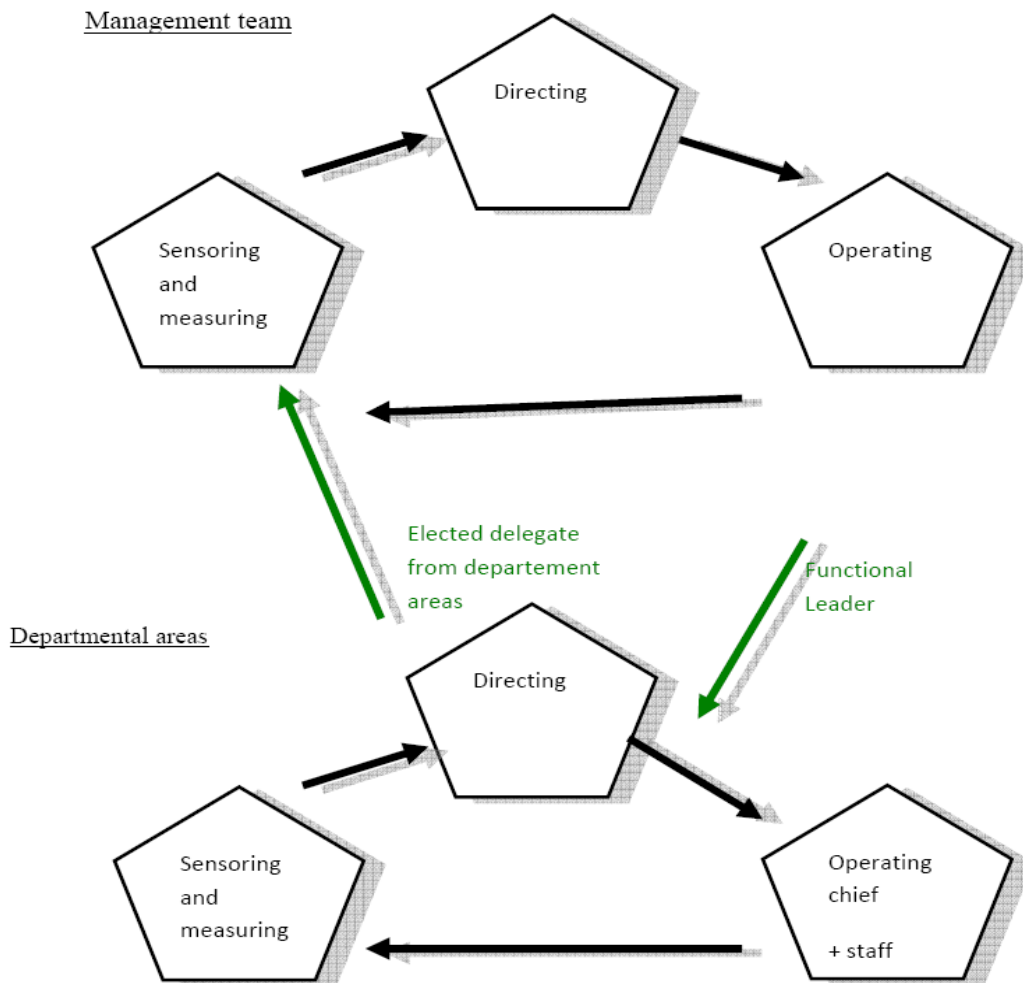 Management team
Directing
Sensoring
and
measuring
Operating
Elected delegate
from departement
areas
Functional
Leader
Departmental areas
Directing
Sensoring
and
measuring
Operating
chief
+ staff